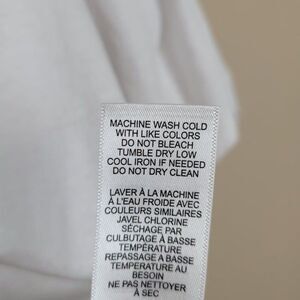 MACHINE WASH COLD
WITH LIKE COLORS
DO NOT BLEACH
TUMBLE DRY LOW
COOL IRON IF NEEDED
DO NOT DRY CLEAN
LAVER À LA MACHINE
À L'EAU FROIDE AVEC
COULEURS SIMILAIRES
JAVEL CHLORINE
SÉCHAGE PAR
CULBUTAGE À BASSE
TEMPÉRATURE
REPASSAGE A BASSE
TEMPÉRATURE AU
BESOIN
NE PAS NETTOYER
À SEC